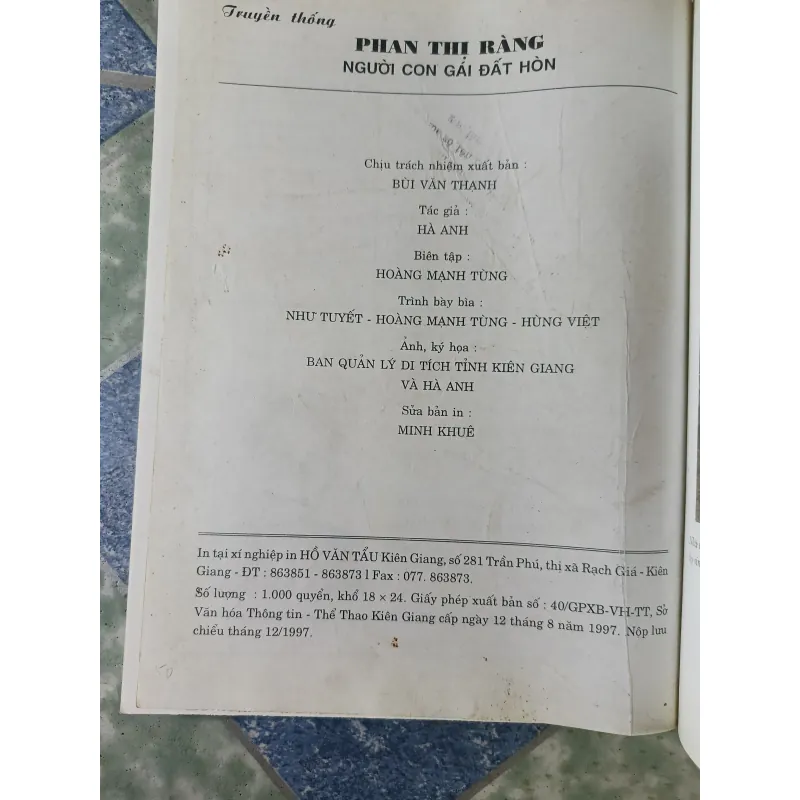 Truyền thống
PHAN THỊ RÀNG
NGƯỜI CON GÁI ĐẤT HÒN
Chịu trách nhiệm xuất bản :
BÙI VĂN THẠNH
Tác giả :
HÀ ANH
Biên tập :
HOÀNG MẠNH TÙNG
Trình bày bìa :
NHƯ TUYẾT - HOÀNG MẠNH TÙNG - HÙNG VIỆT
Ảnh, ký họa :
BAN QUẢN LÝ DI TÍCH TỈNH KIÊN GIANG
VÀ HÀ ANH
Sửa bản in :
MINH KHUÊ
In tại xí nghiệp in HỒ VĂN TẨU Kiên Giang, số 281 Trần Phú, thị xã Rạch Giá - Kiên
Giang - ĐT : 863851 - 863873 l Fax : 077. 863873.
Số lượng : 1.000 quyển, khổ 18 × 24. Giấy phép xuất bản số : 40/GPXB-VH-TT, Sở
Văn hóa Thông tin - Thể Thao Kiên Giang cấp ngày 12 tháng 8 năm 1997. Nộp lưu
chiểu tháng 12/1997.